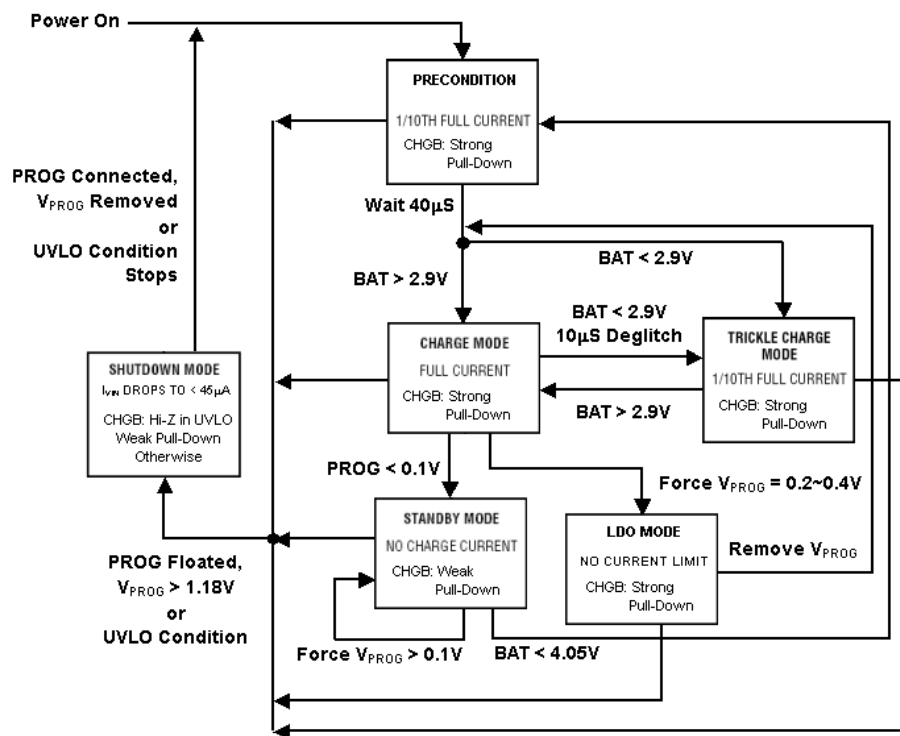 Power On
PRECONDITION
1/10TH FULL CURRENT
CHGB: Strong
Pull-Down
PROG Connected,
VPROG Removed
or
UVLO Condition
Stops
Wait 40µS
BAT > 2.9V
BAT < 2.9V
BAT < 2.9V
10µS Deglitch
CHARGE MODE
FULL CURRENT
CHGB: Strong
Pull-Down
TRICKLE CHARGE
MODE
1/10TH FULL CURRENT
CHGB: Strong
Pull-Down
BAT > 2.9V
SHUTDOWN MODE
IVIN DROPS TO < 45µA
CHGB: Hi-Z in UVLO
Weak Pull-Down
Otherwise
PROG < 0.1V
Force VPROG = 0.2~0.4V
STANDBY MODE
NO CHARGE CURRENT
CHGB: Weak
Pull-Down
LDO MODE
NO CURRENT LIMIT
CHGB: Strong
Pull-Down
Remove VPROG
PROG Floated,
VPROG > 1.18V
or
UVLO Condition
Force VPROG > 0.1V
BAT < 4.05V